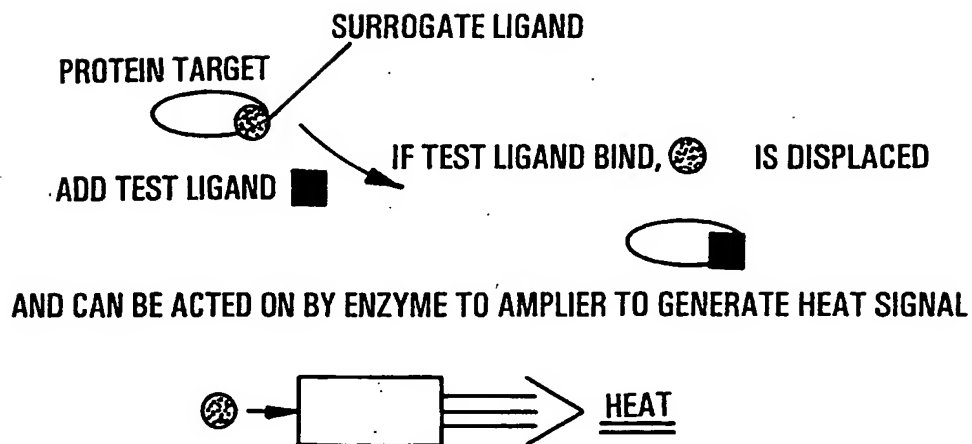 SURROGATE LIGAND
PROTEIN TARGET
IF TEST LIGAND BIND, IS DISPLACED
ADD TEST LIGAND
AND CAN BE ACTED ON BY ENZYME TO AMPLIER TO GENERATE HEAT SIGNAL
HEAT